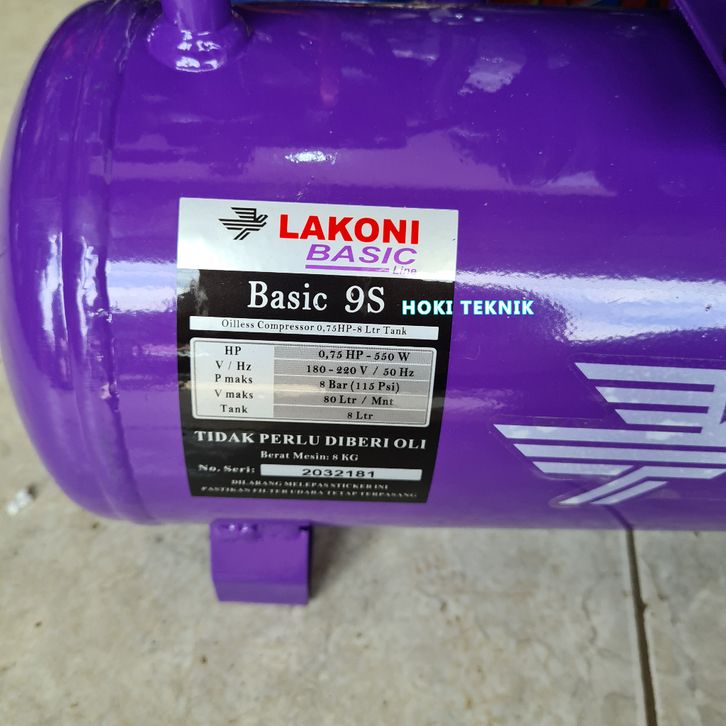 LAKONI
BASIC
Line
Basic 9S
HOKI TEKNIK
Oilless Compressor 0,75HP-8 Ltr Tank
HP 0,75 HP - 550 W
V / Hz 180 - 220 V / 50 Hz
P maks 8 Bar (115 Psi)
V maks 80 Ltr / Mnt
Tank 8 Ltr
TIDAK PERLU DIBERI OLI
Berat Mesin: 8 KG
No. Seri: 2032181
DILARANG MELEPAS STICKER INI
PASTIKAN FILTER UDARA TETAP TERPASANG